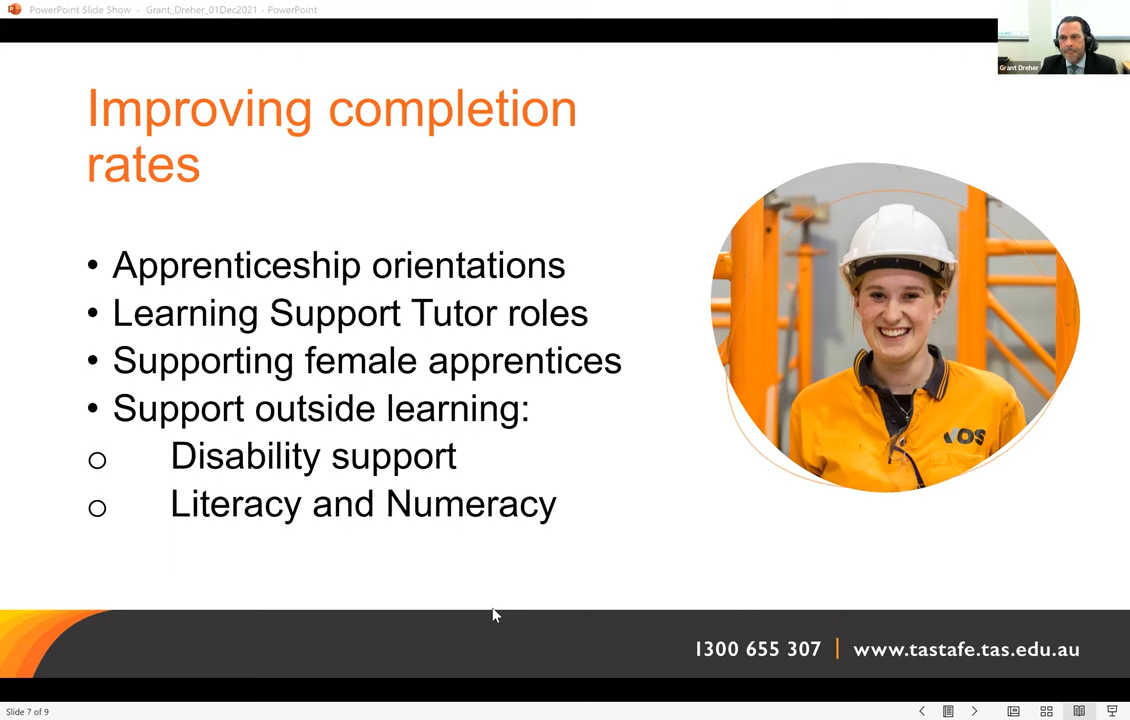 PowerPoint Slide Show - Grant_Dreher_01Dec2021 - PowerPoint
Grant Dreher
Improving completion
rates
• Apprenticeship orientations
• Learning Support Tutor roles
• Supporting female apprentices
• Support outside learning:
o Disability support
o Literacy and Numeracy
VOS
1300 655 307 | www.tastafe.tas.edu.au
Slide 7 of 9